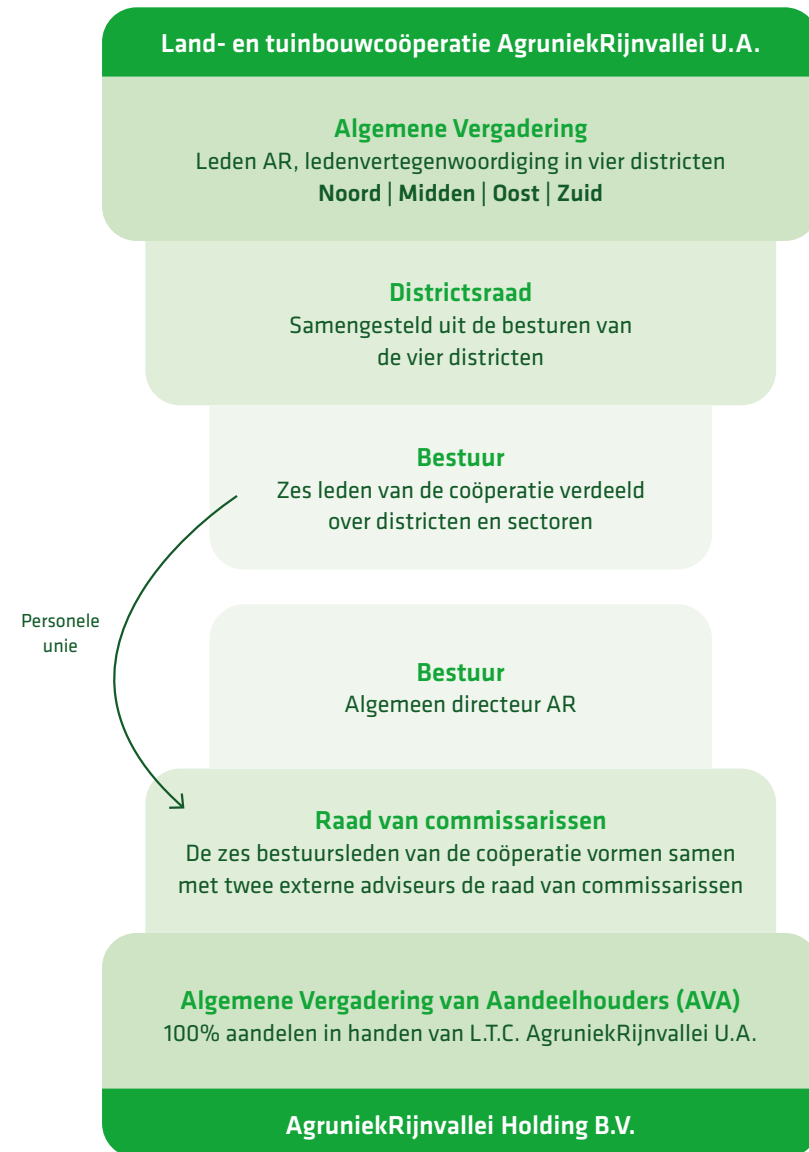 Land- en tuinbouwcoöperatie AgruniekRijnvallei U.A.
Algemene Vergadering
Leden AR, ledenvertegenwoordiging in vier districten
Noord | Midden | Oost | Zuid
Districtsraad
Samengesteld uit de besturen van
de vier districten
Bestuur
Zes leden van de coöperatie verdeeld
over districten en sectoren
Personele
unie
Bestuur
Algemeen directeur AR
Raad van commissarissen
De zes bestuursleden van de coöperatie vormen samen
met twee externe adviseurs de raad van commissarissen
Algemene Vergadering van Aandeelhouders (AVA)
100% aandelen in handen van L.T.C. AgruniekRijnvallei U.A.
AgruniekRijnvallei Holding B.V.